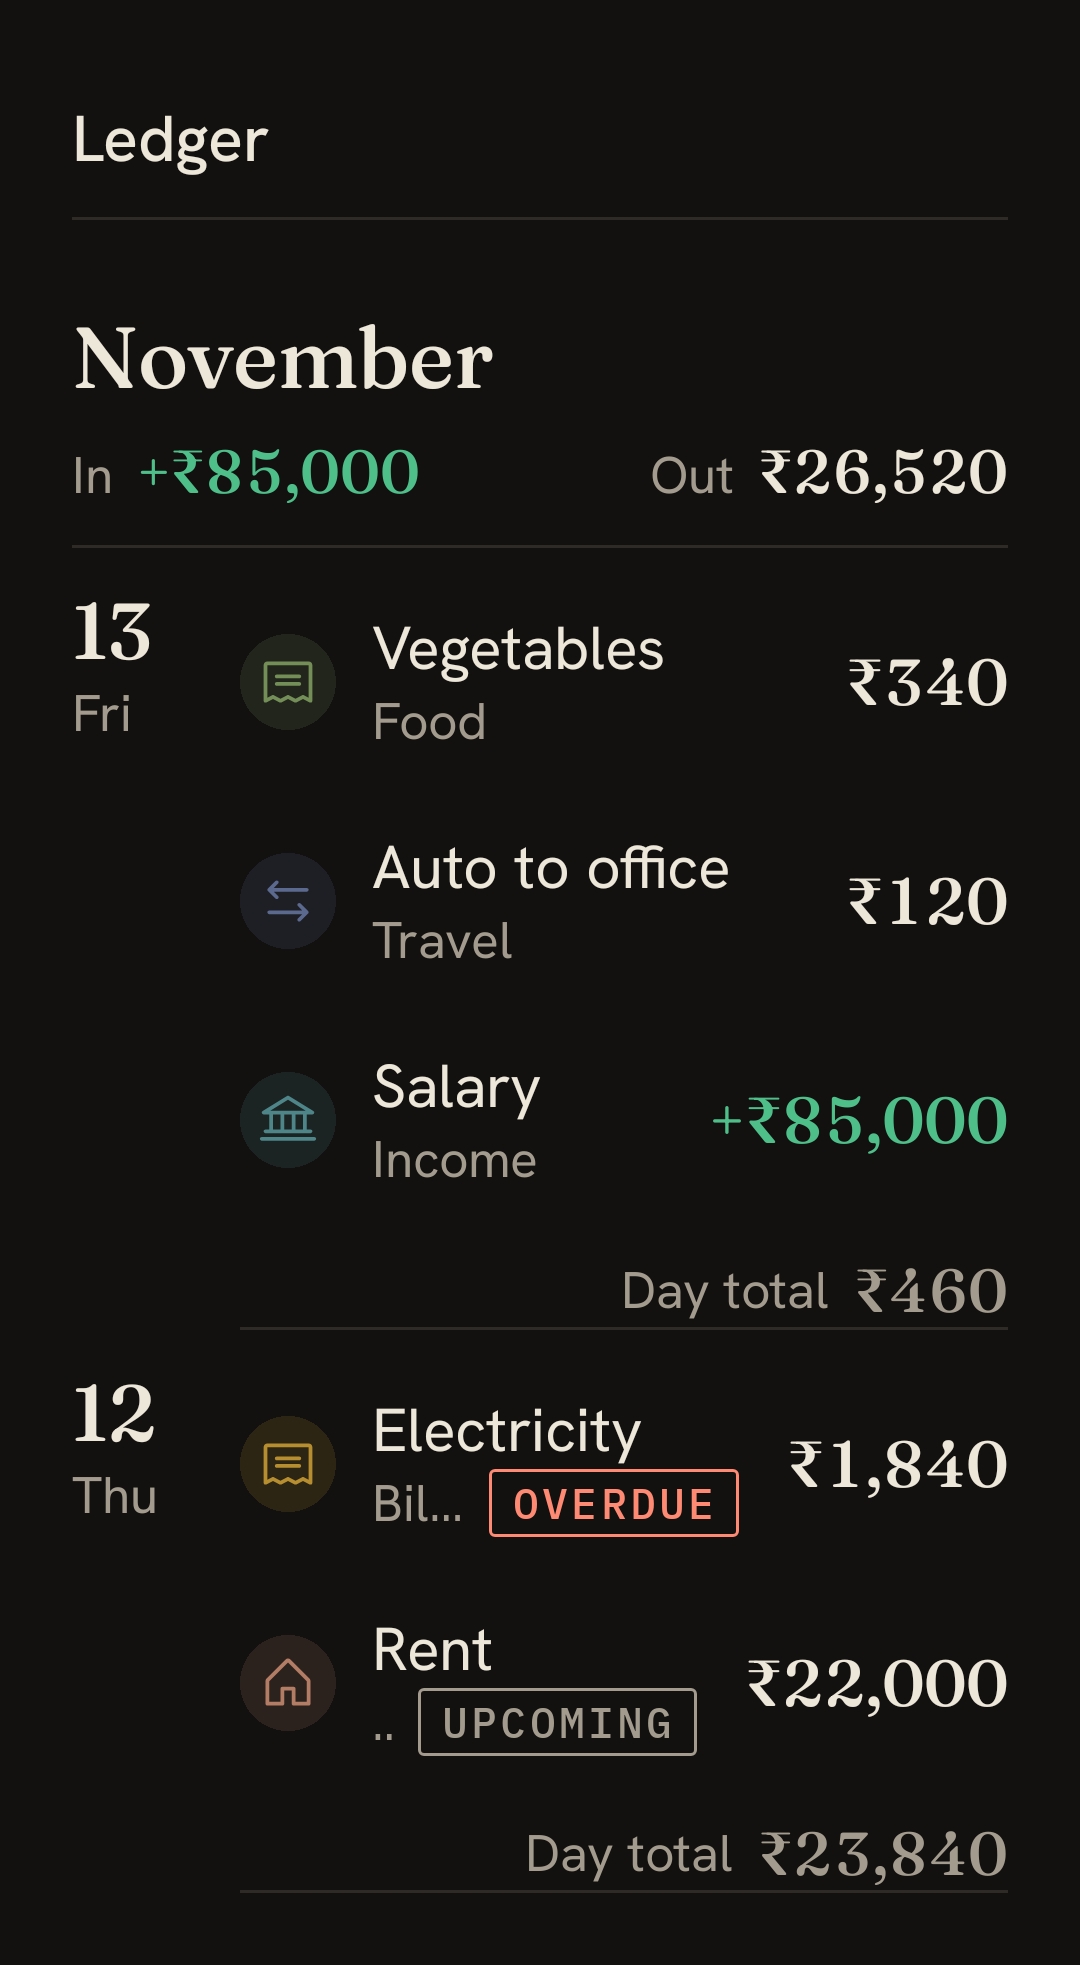 Ledger
November
In +₹85,000 Out ₹26,520
13 Vegetables ₹340
Fri Food
Auto to office ₹120
Travel
Salary +₹85,000
Income
Day total ₹460
12 Electricity ₹1,840
Thu Bil... OVERDUE
Rent ₹22,000
.. UPCOMING
Day total ₹23,840